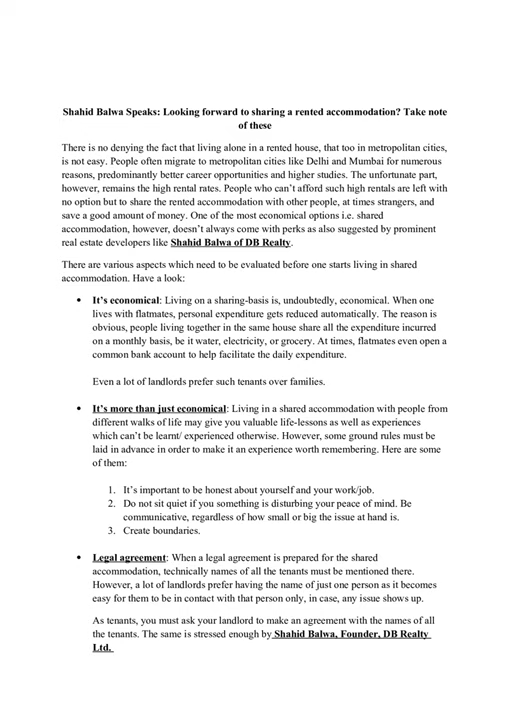 Shahid Balwa Speaks: Looking forward to sharing a rented accommodation? Take note
of these
There is no denying the fact that living alone in a rented house, that too in metropolitan cities,
is not easy. People often migrate to metropolitan cities like Delhi and Mumbai for numerous
reasons, predominantly better career opportunities and higher studies. The unfortunate part,
however, remains the high rental rates. People who can’t afford such high rentals are left with
no option but to share the rented accommodation with other people, at times strangers, and
save a good amount of money. One of the most economical options i.e. shared
accommodation, however, doesn’t always come with perks as also suggested by prominent
real estate developers like Shahid Balwa of DB Realty.
There are various aspects which need to be evaluated before one starts living in shared
accommodation. Have a look:
• It’s economical: Living on a sharing-basis is, undoubtedly, economical. When one
lives with flatmates, personal expenditure gets reduced automatically. The reason is
obvious, people living together in the same house share all the expenditure incurred
on a monthly basis, be it water, electricity, or grocery. At times, flatmates even open a
common bank account to help facilitate the daily expenditure.
Even a lot of landlords prefer such tenants over families.
• It’s more than just economical: Living in a shared accommodation with people from
different walks of life may give you valuable life-lessons as well as experiences
which can’t be learnt/ experienced otherwise. However, some ground rules must be
laid in advance in order to make it an experience worth remembering. Here are some
of them:
1. It’s important to be honest about yourself and your work/job.
2. Do not sit quiet if you something is disturbing your peace of mind. Be
communicative, regardless of how small or big the issue at hand is.
3. Create boundaries.
• Legal agreement: When a legal agreement is prepared for the shared
accommodation, technically names of all the tenants must be mentioned there.
However, a lot of landlords prefer having the name of just one person as it becomes
easy for them to be in contact with that person only, in case, any issue shows up.
As tenants, you must ask your landlord to make an agreement with the names of all
the tenants. The same is stressed enough by Shahid Balwa, Founder, DB Realty
Ltd.